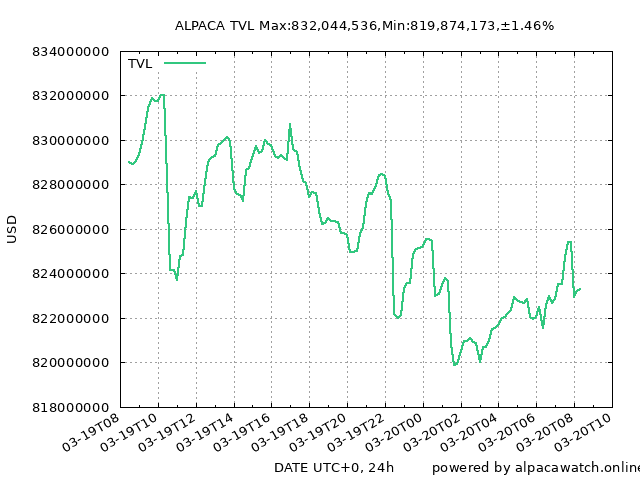 ALPACA TVL Max:832,044,536,Min:819,874,173,±1.46%
834000000
TVL
832000000
830000000
828000000
826000000
824000000
822000000
820000000
818000000
USD
03-19T08
03-19T10
03-19T12
03-19T14
03-19T16
03-19T18
03-19T20
03-19T22
03-20T00
03-20T02
03-20T04
03-20T06
03-20T08
03-20T10
DATE UTC+0, 24h
powered by alpacawatch.online